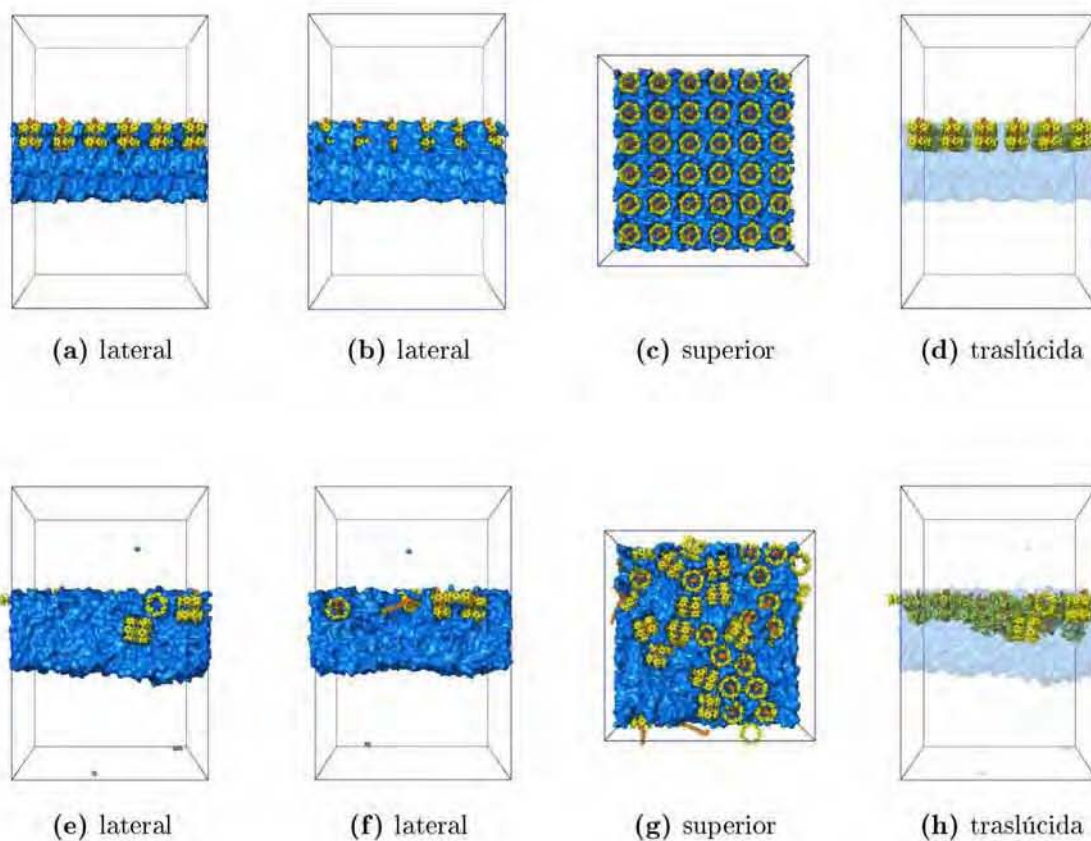 (a) lateral (b) lateral (c) superior (d) traslúcida
(e) lateral (f) lateral (g) superior (h) traslúcida